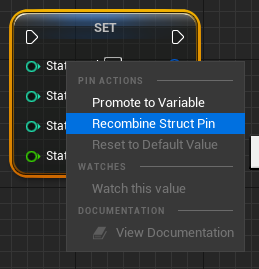 SET
Stat
PIN ACTIONS
Stat
Promote to Variable
Stat
Recombine Struct Pin
Reset to Default Value
Stat
WATCHES
Watch this value
DOCUMENTATION
View Documentation